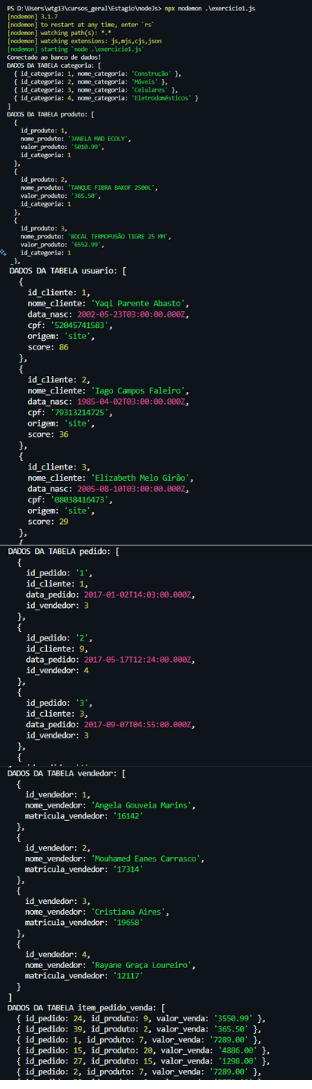 PS D:\Users\wtg13\cursos_geral\Estagio\nodeJs> npx nodemon .\exercicio1.js
[nodemon] 3.1.7
[nodemon] to restart at any time, enter `rs`
[nodemon] watching path(s): *.*
[nodemon] watching extensions: js,mjs,cjs,json
[nodemon] starting `node .\exercicio1.js`
Conectado ao banco de dados!
DADOS DA TABELA categoria: [
{ id_categoria: 1, nome_categoria: 'Construção' },
{ id_categoria: 2, nome_categoria: 'Móveis' },
{ id_categoria: 3, nome_categoria: 'Celulares' },
{ id_categoria: 4, nome_categoria: 'Eletrodomésticos' }
]
DADOS DA TABELA produto: [
{
id_produto: 1,
nome_produto: 'JANELA MAD ECOLY',
valor_produto: '5010.99',
id_categoria: 1
},
{
id_produto: 2,
nome_produto: 'TANQUE FIBRA BAKOF 2500L',
valor_produto: '365.50',
id_categoria: 1
},
{
id_produto: 3,
nome_produto: 'BOCAL TERMOFUSÃO TIGRE 25 MM',
valor_produto: '6552.99',
id_categoria: 1
},
DADOS DA TABELA usuario: [
{
id_cliente: 1,
nome_cliente: 'Yaqi Parente Abasto',
data_nasc: 2002-05-23T03:00:00.000Z,
cpf: '52045741583',
origem: 'site',
score: 86
},
{
id_cliente: 2,
nome_cliente: 'Iago Campos Faleiro',
data_nasc: 1985-04-02T03:00:00.000Z,
cpf: '79313214725',
origem: 'site',
score: 36
},
{
id_cliente: 3,
nome_cliente: 'Elizabeth Melo Girão',
data_nasc: 2005-08-10T03:00:00.000Z,
cpf: '08038416473',
origem: 'site',
score: 29
},
{
DADOS DA TABELA pedido: [
{
id_pedido: '1',
id_cliente: 1,
data_pedido: 2017-01-02T14:03:00.000Z,
id_vendedor: 3
},
{
id_pedido: '2',
id_cliente: 9,
data_pedido: 2017-05-17T12:24:00.000Z,
id_vendedor: 4
},
{
id_pedido: '3',
id_cliente: 3,
data_pedido: 2017-09-07T04:55:00.000Z,
id_vendedor: 3
},
{
DADOS DA TABELA vendedor: [
{
id_vendedor: 1,
nome_vendedor: 'Angela Gouveia Marins',
matricula_vendedor: '16142'
},
{
id_vendedor: 2,
nome_vendedor: 'Mouhamed Eanes Carrasco',
matricula_vendedor: '17314'
},
{
id_vendedor: 3,
nome_vendedor: 'Cristiana Aires',
matricula_vendedor: '19658'
},
{
id_vendedor: 4,
nome_vendedor: 'Rayane Graça Loureiro',
matricula_vendedor: '12117'
}
]
DADOS DA TABELA item_pedido_venda: [
{ id_pedido: 24, id_produto: 9, valor_venda: '3550.99' },
{ id_pedido: 39, id_produto: 2, valor_venda: '365.50' },
{ id_pedido: 1, id_produto: 7, valor_venda: '7289.00' },
{ id_pedido: 15, id_produto: 20, valor_venda: '4886.00' },
{ id_pedido: 27, id_produto: 15, valor_venda: '1298.00' },
{ id_pedido: 2, id_produto: 7, valor_venda: '7289.00' },